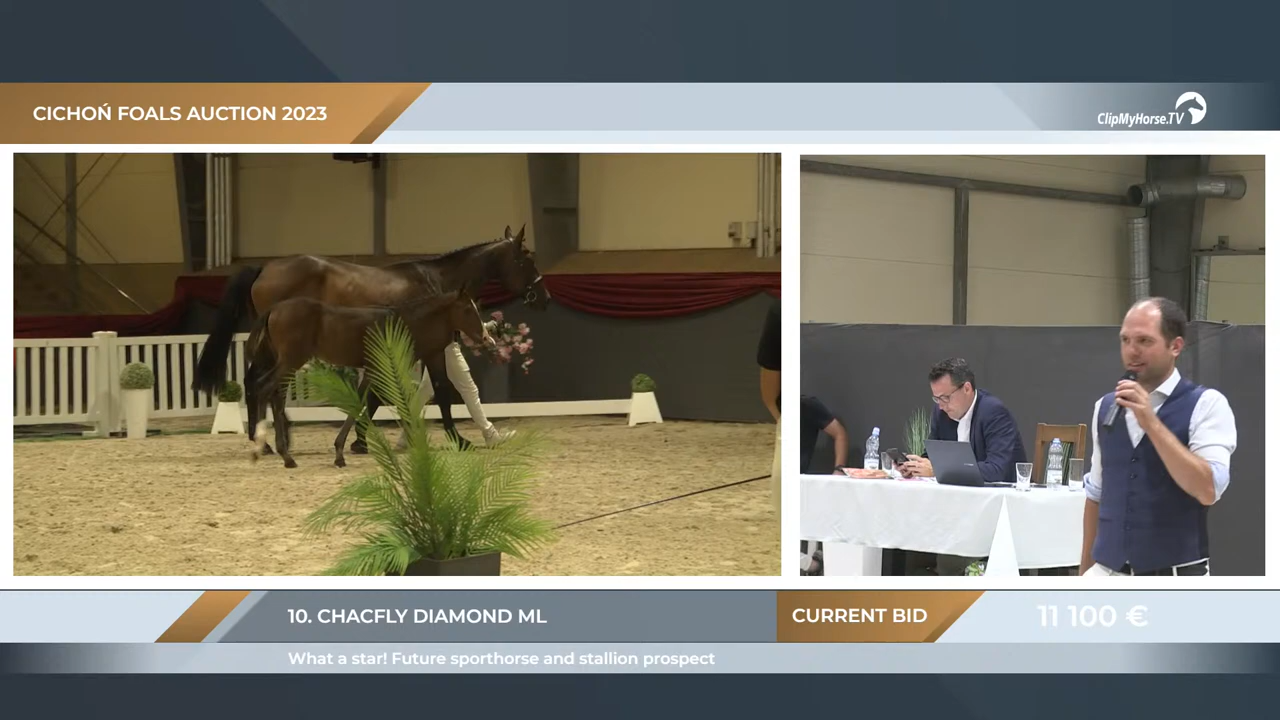 CICHOŃ FOALS AUCTION 2023
ClipMyHorse.TV
10. CHACFLY DIAMOND ML
CURRENT BID
11 100 €
What a star! Future sporthorse and stallion prospect